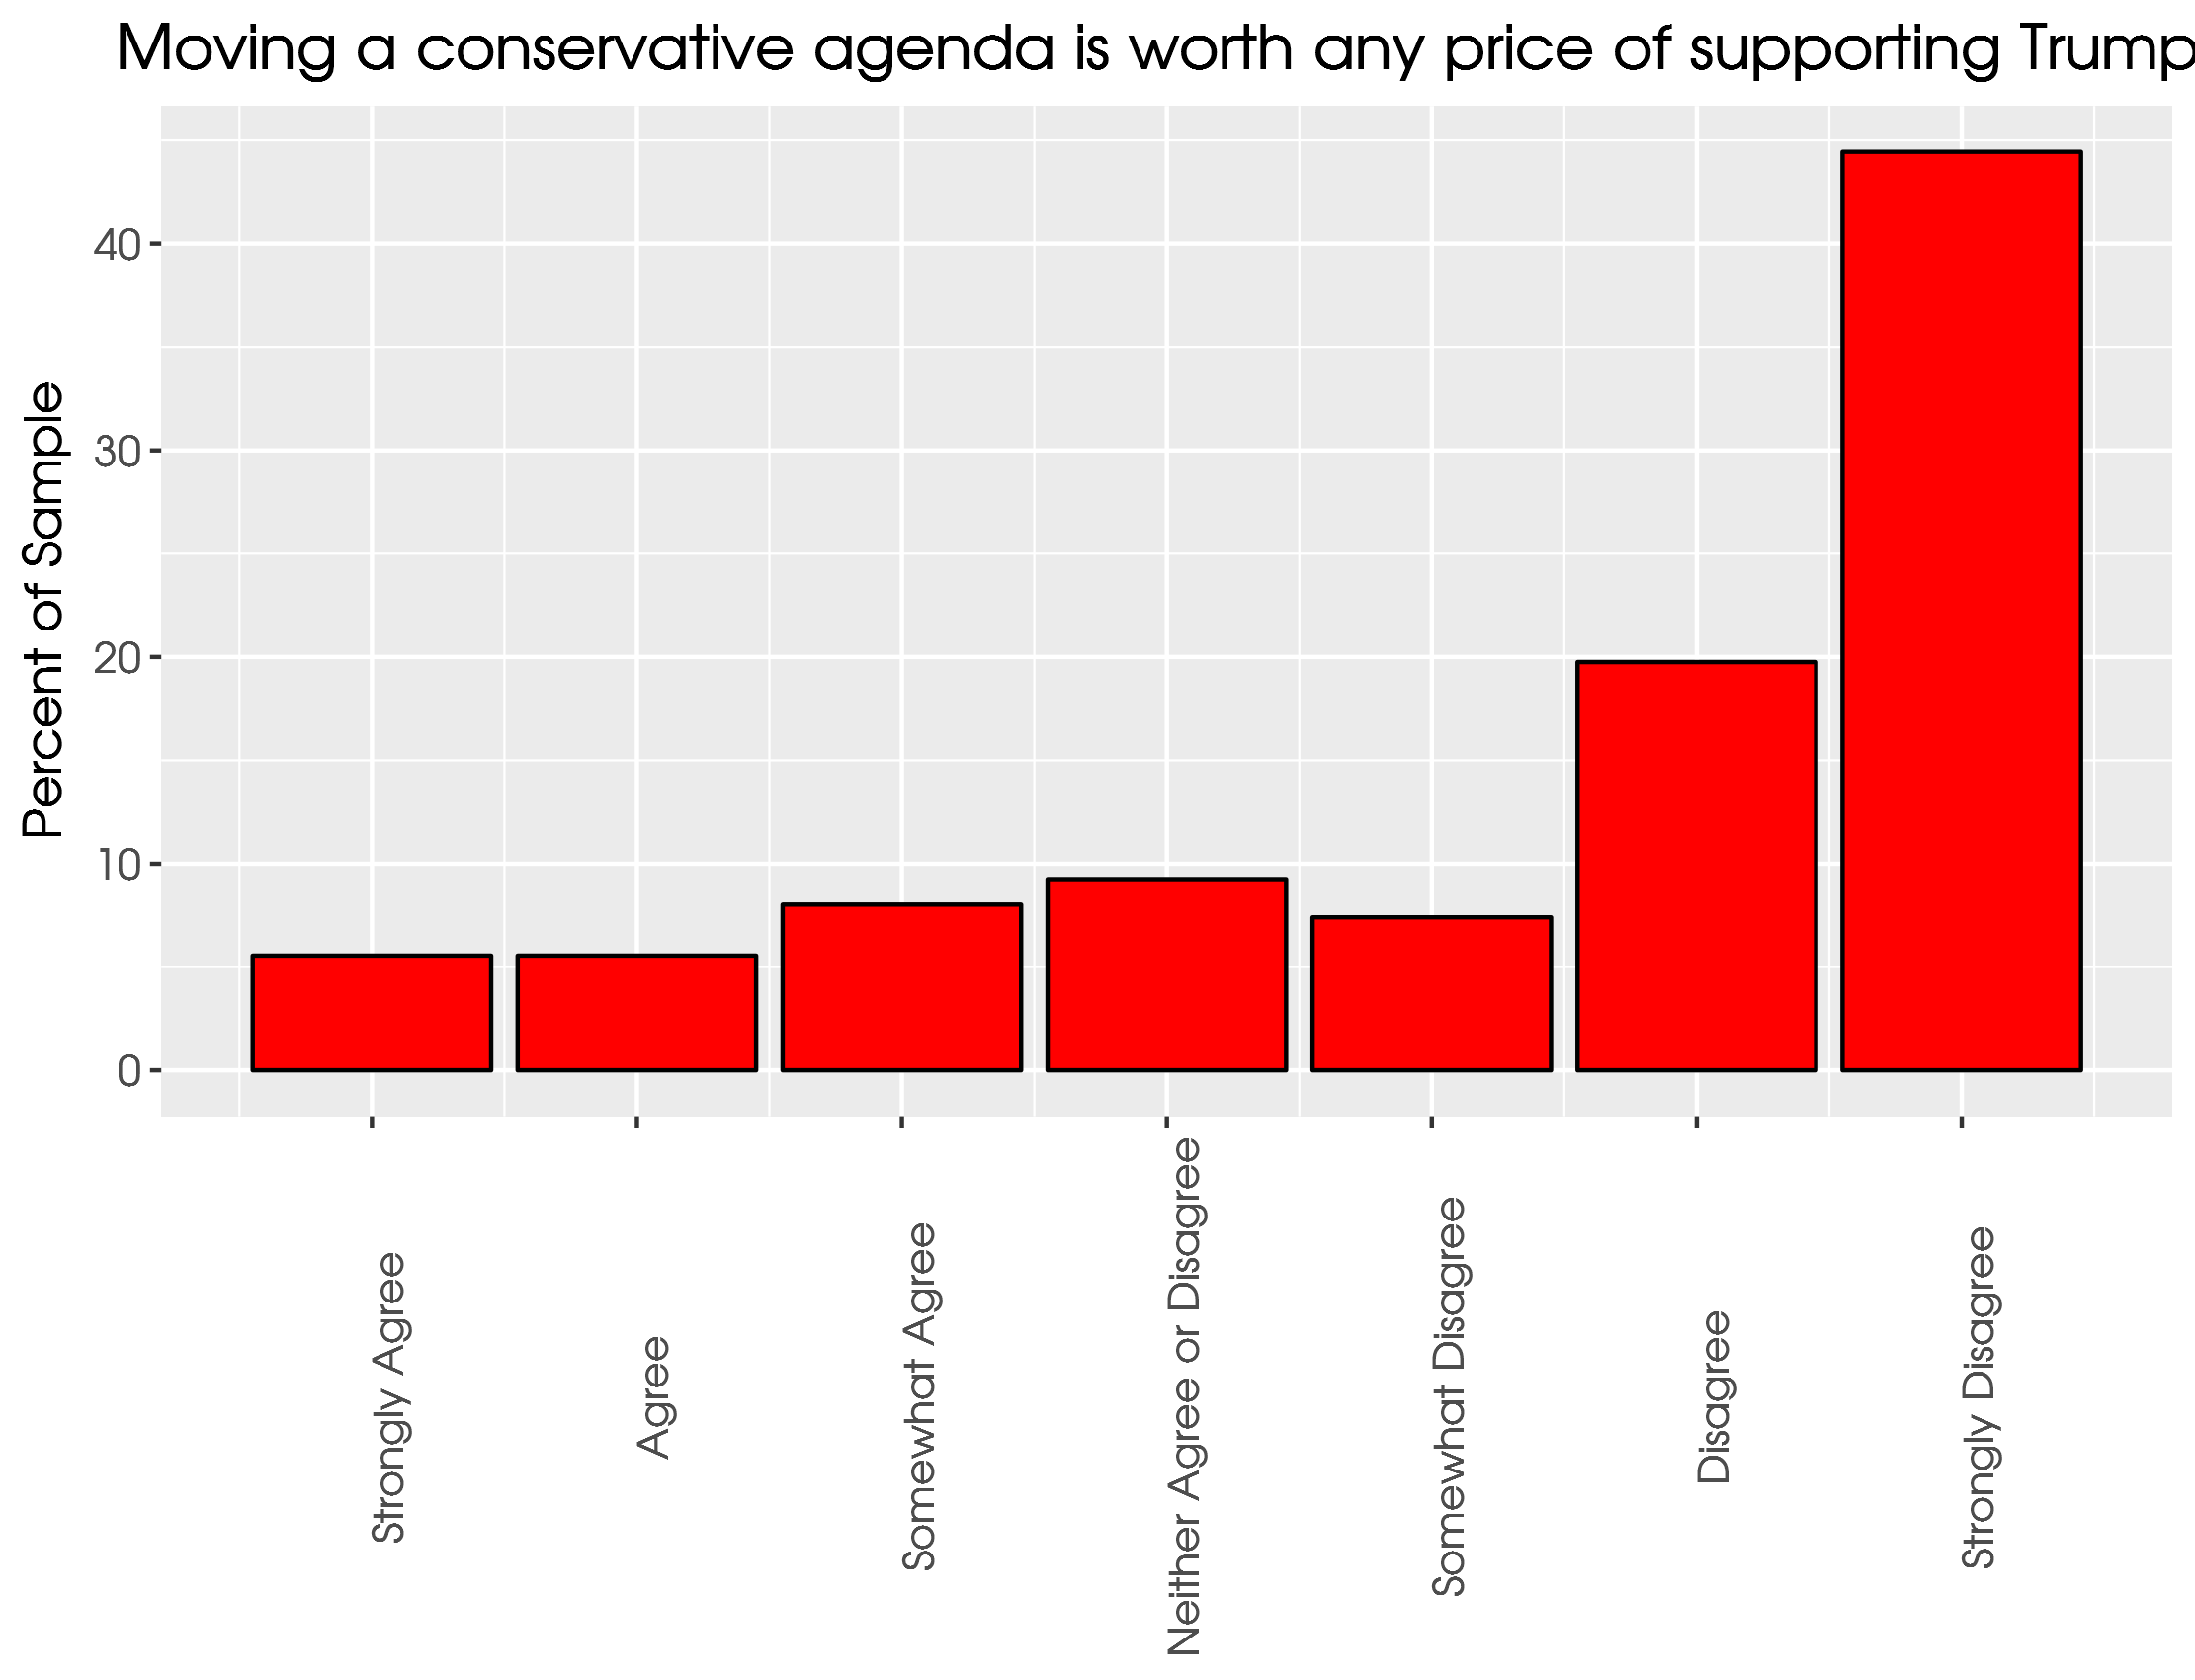 Moving a conservative agenda is worth any price of supporting Trump
Percent of Sample
40
30
20
10
0
Strongly Agree
Agree
Somewhat Agree
Neither Agree or Disagree
Somewhat Disagree
Disagree
Strongly Disagree